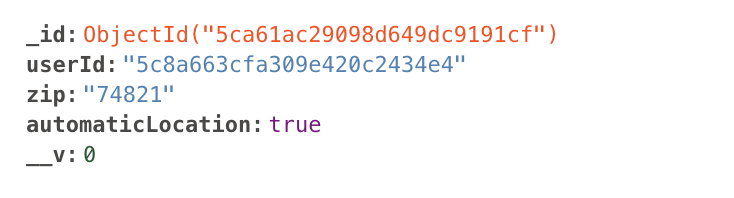 _id: ObjectId("5ca61ac29098d649dc9191cf")
userId: "5c8a663cfa309e420c2434e4"
zip: "74821"
automaticLocation: true
__v: 0